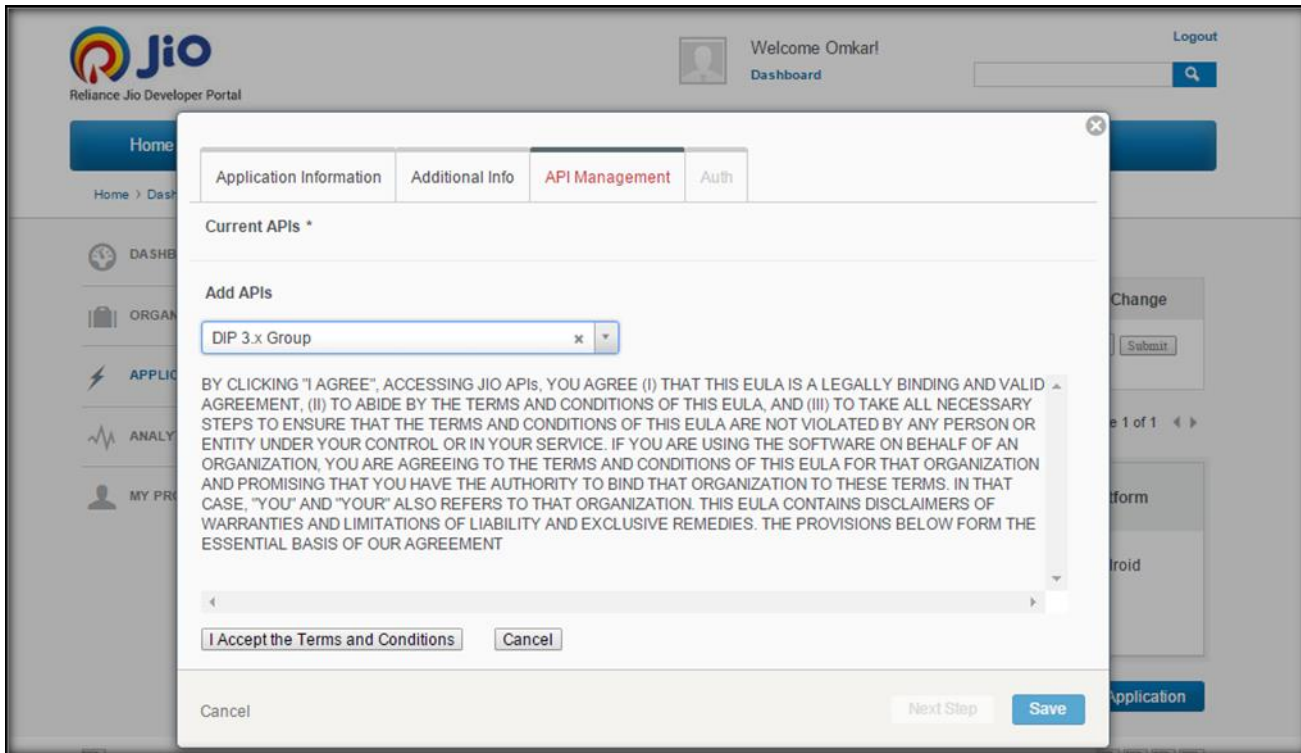 Jio
Reliance Jio Developer Portal
Welcome Omkar!
Dashboard
Logout
Home
Home > Dash
DASHB
ORGAN
APPLIC
ANALY
MY PRO
Application Information
Additional Info
API Management
Auth
Current APIs *
Add APIs
DIP 3.x Group
BY CLICKING "I AGREE", ACCESSING JIO APIs, YOU AGREE (I) THAT THIS EULA IS A LEGALLY BINDING AND VALID
AGREEMENT, (II) TO ABIDE BY THE TERMS AND CONDITIONS OF THIS EULA, AND (III) TO TAKE ALL NECESSARY
STEPS TO ENSURE THAT THE TERMS AND CONDITIONS OF THIS EULA ARE NOT VIOLATED BY ANY PERSON OR
ENTITY UNDER YOUR CONTROL OR IN YOUR SERVICE. IF YOU ARE USING THE SOFTWARE ON BEHALF OF AN
ORGANIZATION, YOU ARE AGREEING TO THE TERMS AND CONDITIONS OF THIS EULA FOR THAT ORGANIZATION
AND PROMISING THAT YOU HAVE THE AUTHORITY TO BIND THAT ORGANIZATION TO THESE TERMS. IN THAT
CASE, "YOU" AND "YOUR" ALSO REFERS TO THAT ORGANIZATION. THIS EULA CONTAINS DISCLAIMERS OF
WARRANTIES AND LIMITATIONS OF LIABILITY AND EXCLUSIVE REMEDIES. THE PROVISIONS BELOW FORM THE
ESSENTIAL BASIS OF OUR AGREEMENT
I Accept the Terms and Conditions
Cancel
Cancel
Next Step
Save
Change
Submit
e 1 of 1
tform
lroid
Application